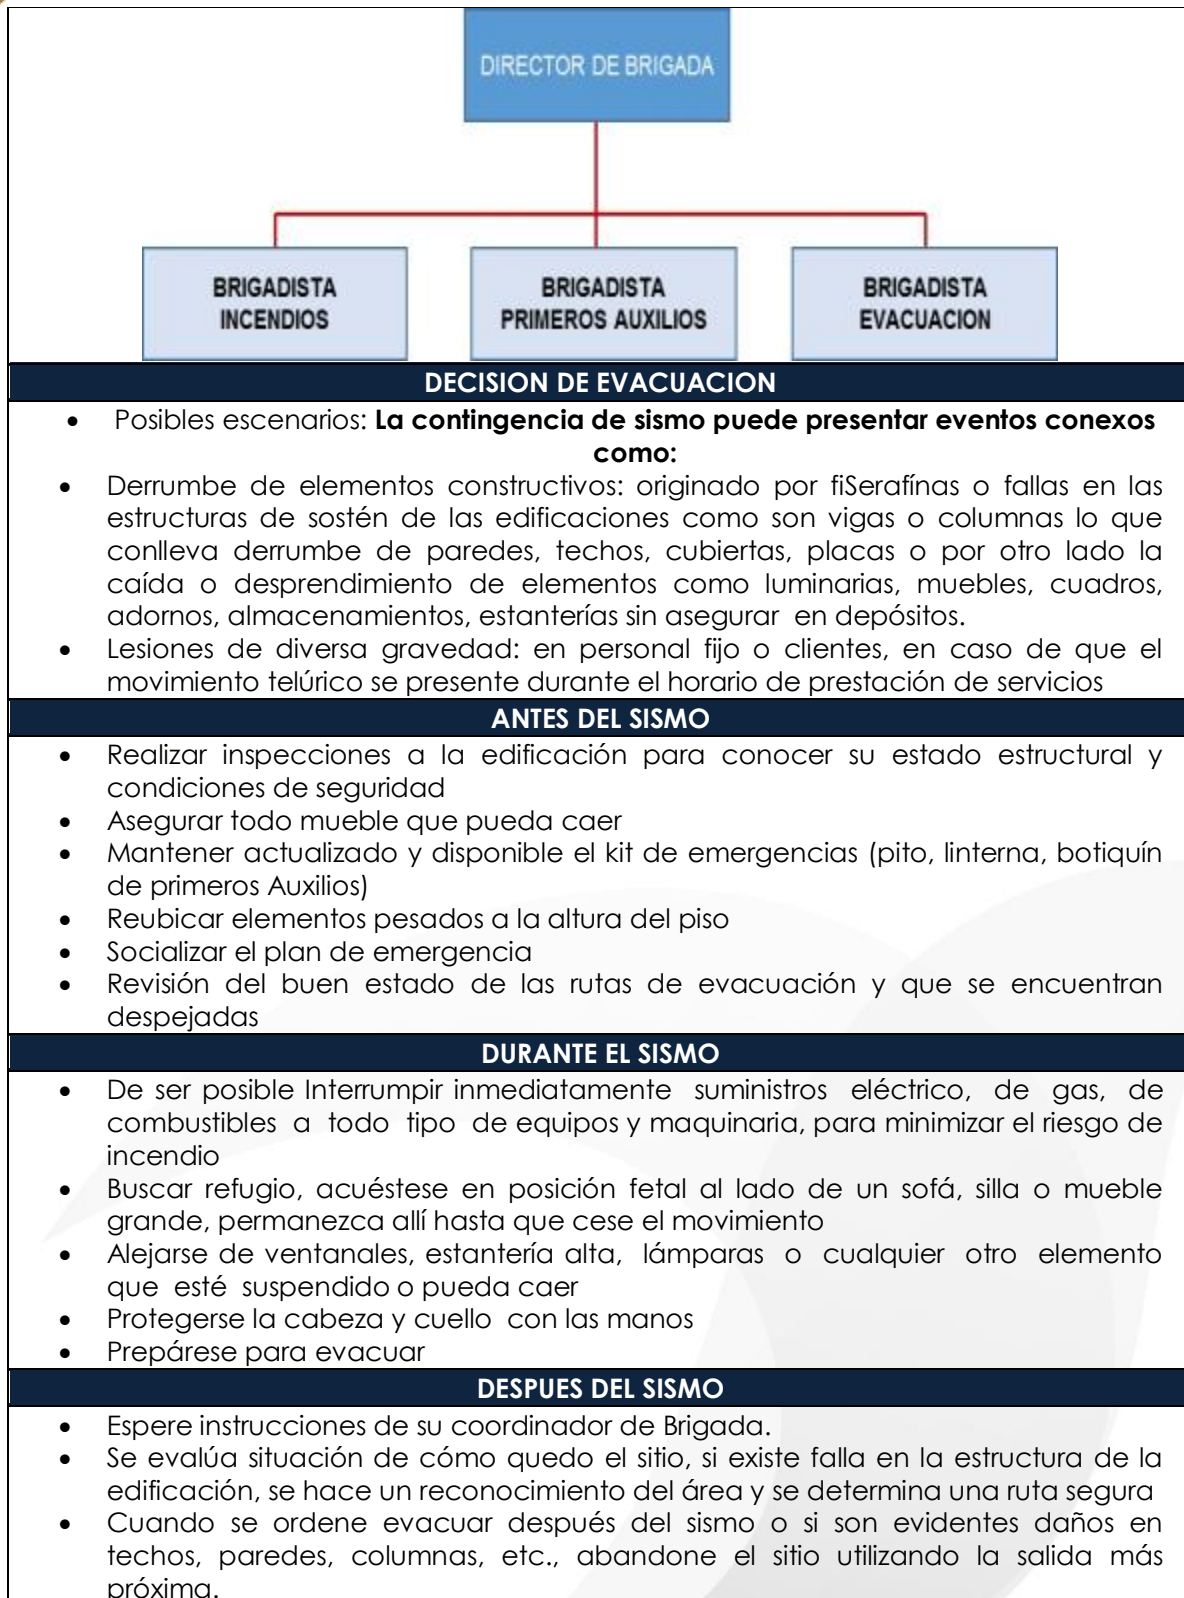 DIRECTOR DE BRIGADA
BRIGADISTA
INCENDIOS
BRIGADISTA
PRIMEROS AUXILIOS
BRIGADISTA
EVACUACION
DECISION DE EVACUACION
• Posibles escenarios: La contingencia de sismo puede presentar eventos conexos
como:
• Derrumbe de elementos constructivos: originado por fiSerafínas o fallas en las
estructuras de sostén de las edificaciones como son vigas o columnas lo que
conlleva derrumbe de paredes, techos, cubiertas, placas o por otro lado la
caída o desprendimiento de elementos como luminarias, muebles, cuadros,
adornos, almacenamientos, estanterías sin asegurar en depósitos.
• Lesiones de diversa gravedad: en personal fijo o clientes, en caso de que el
movimiento telúrico se presente durante el horario de prestación de servicios
ANTES DEL SISMO
• Realizar inspecciones a la edificación para conocer su estado estructural y
condiciones de seguridad
• Asegurar todo mueble que pueda caer
• Mantener actualizado y disponible el kit de emergencias (pito, linterna, botiquín
de primeros Auxilios)
• Reubicar elementos pesados a la altura del piso
• Socializar el plan de emergencia
• Revisión del buen estado de las rutas de evacuación y que se encuentran
despejadas
DURANTE EL SISMO
• De ser posible Interrumpir inmediatamente suministros eléctrico, de gas, de
combustibles a todo tipo de equipos y maquinaria, para minimizar el riesgo de
incendio
• Buscar refugio, acuéstese en posición fetal al lado de un sofá, silla o mueble
grande, permanezca allí hasta que cese el movimiento
• Alejarse de ventanales, estantería alta, lámparas o cualquier otro elemento
que esté suspendido o pueda caer
• Protegerse la cabeza y cuello con las manos
• Prepárese para evacuar
DESPUES DEL SISMO
• Espere instrucciones de su coordinador de Brigada.
• Se evalúa situación de cómo quedo el sitio, si existe falla en la estructura de la
edificación, se hace un reconocimiento del área y se determina una ruta segura
• Cuando se ordene evacuar después del sismo o si son evidentes daños en
techos, paredes, columnas, etc., abandone el sitio utilizando la salida más
próxima.